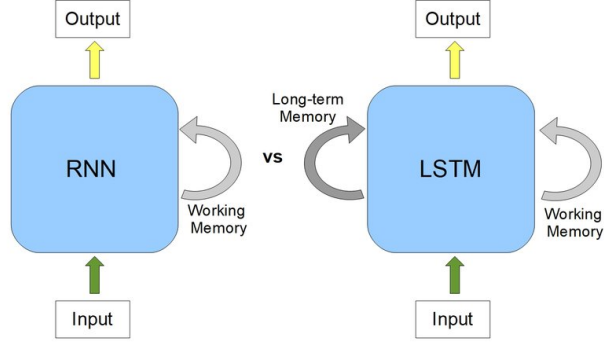 Output
RNN
Working
Memory
Input
vs
Output
Long-term
Memory
LSTM
Working
Memory
Input